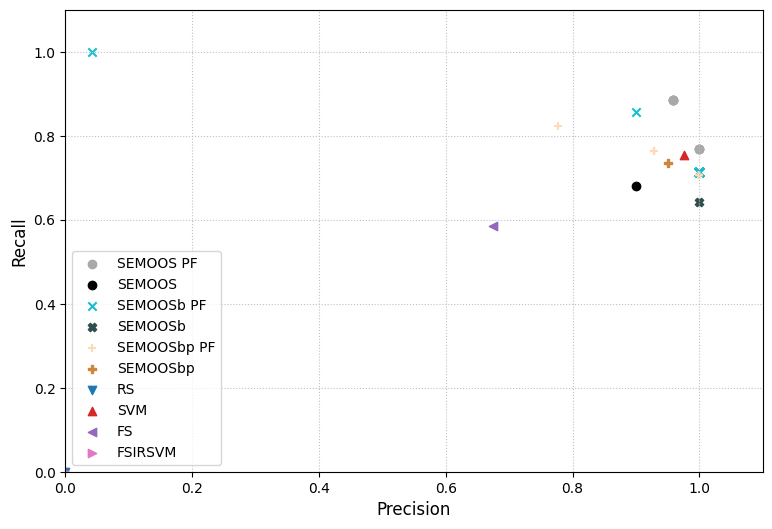 1.0
0.8
0.6
0.4
0.2
0.0
Recall
SEMOOS PF
SEMOOS
SEMOOSb PF
SEMOOSb
SEMOOSbp PF
SEMOOSbp
RS
SVM
FS
FSIRSVM
0.0 0.2 0.4 0.6 0.8 1.0
Precision